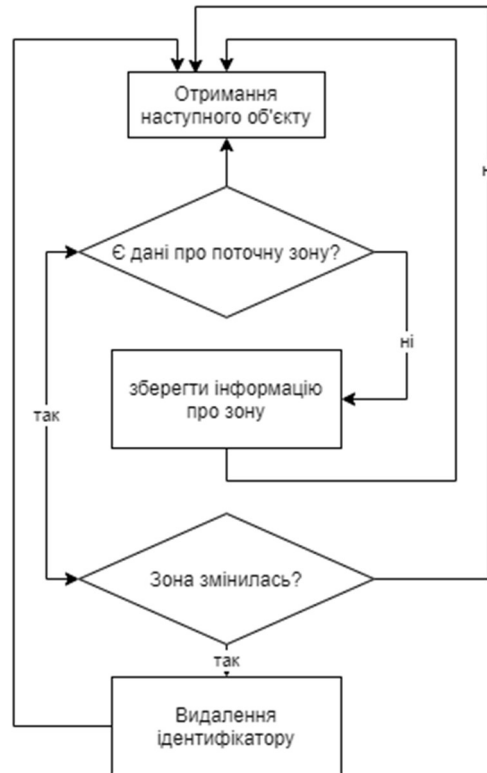 Отримання
наступного об'єкту
Є дані про поточну зону?
ні
зберегти інформацію
про зону
так
Зона змінилась?
так
Видалення
ідентифікатору